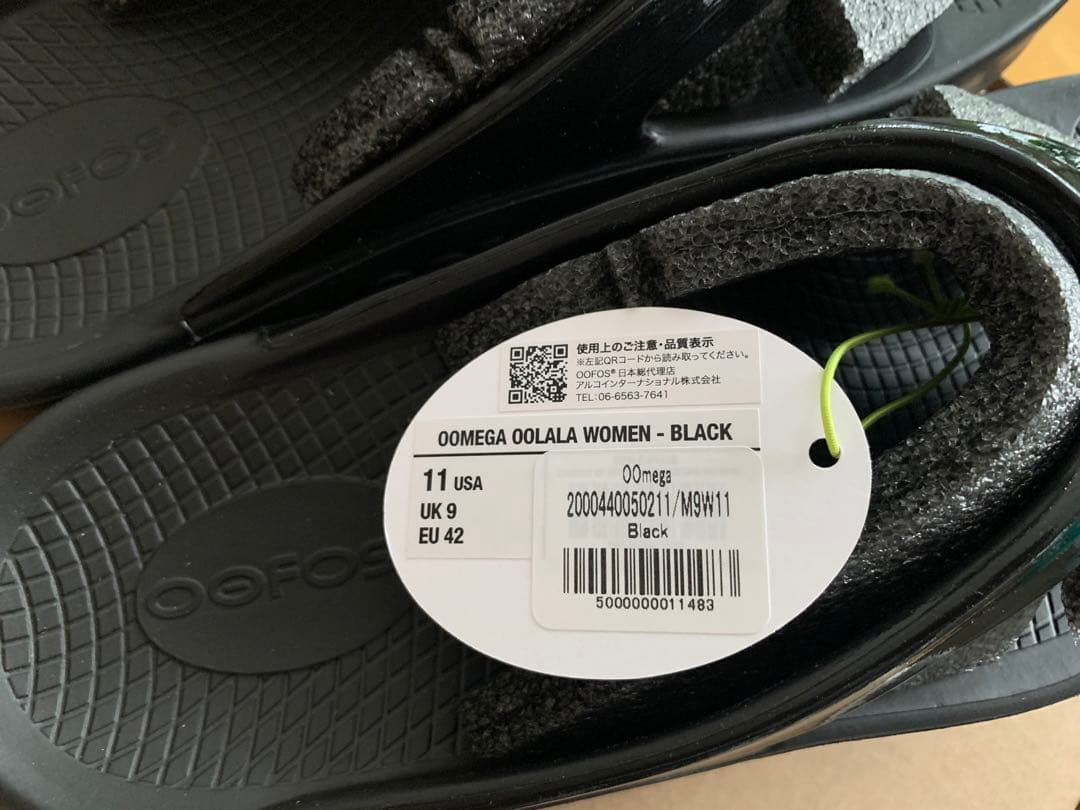 OOFOS
使用上のご注意・品質表示
※左記QRコードから読み取ってください。
OOFOS® 日本総代理店
アルコインターナショナル株式会社
TEL:06-6563-7641
OOMEGA OOLALA WOMEN - BLACK
11 USA
UK 9
EU 42
OOmega
2000440050211/M9W11
Black
5000000011483
OOFOS